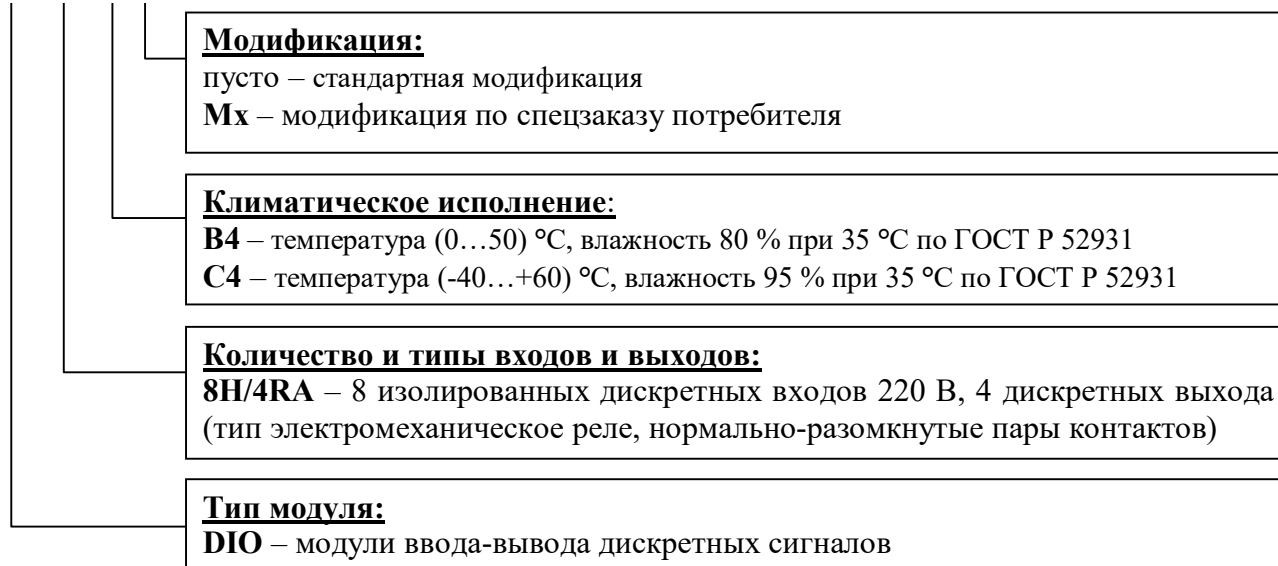 Модификация:
пусто – стандартная модификация
Мх – модификация по спецзаказу потребителя
Климатическое исполнение:
В4 – температура (0…50) °С, влажность 80 % при 35 °С по ГОСТ Р 52931
С4 – температура (-40…+60) °С, влажность 95 % при 35 °С по ГОСТ Р 52931
Количество и типы входов и выходов:
8H/4RA – 8 изолированных дискретных входов 220 В, 4 дискретных выхода
(тип электромеханическое реле, нормально-разомкнутые пары контактов)
Тип модуля:
DIO – модули ввода-вывода дискретных сигналов